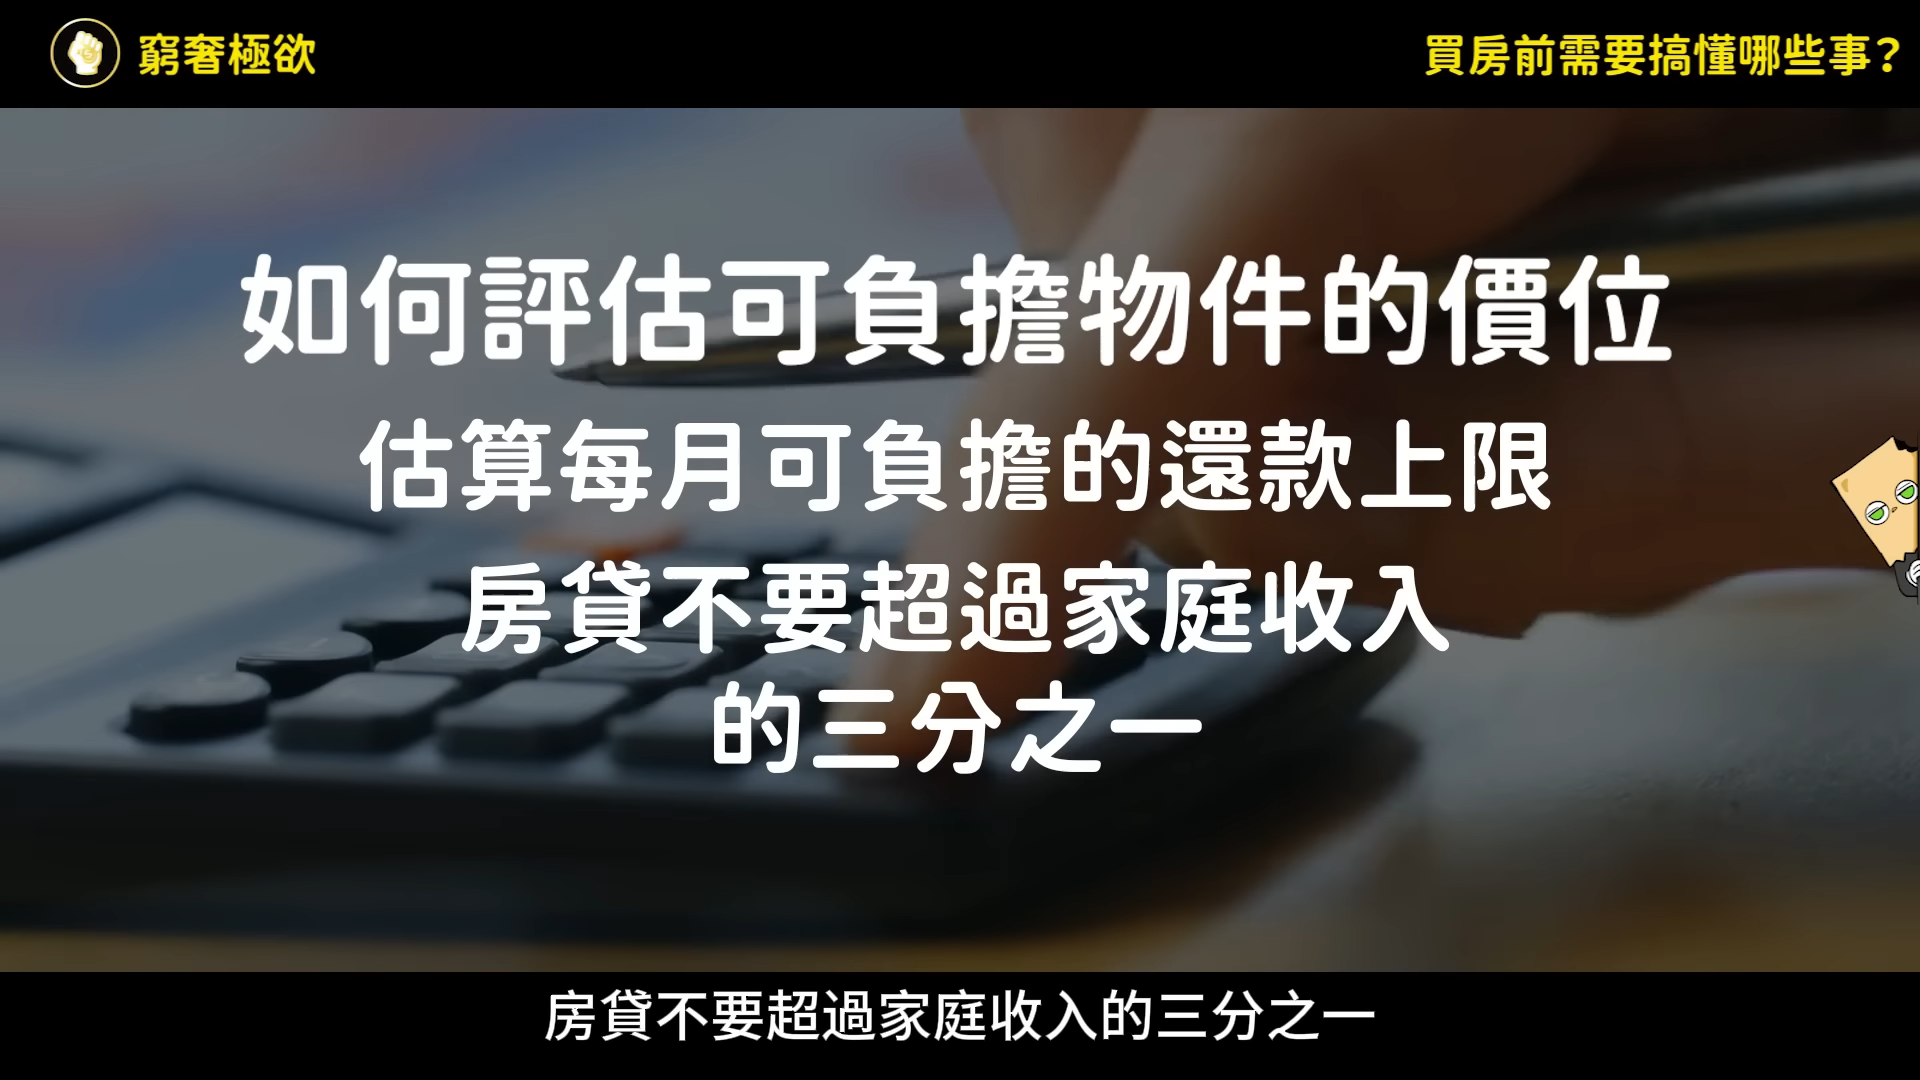 窮奢極欲
買房前需要搞懂哪些事？
如何評估可負擔物件的價位
估算每月可負擔的還款上限
房貸不要超過家庭收入
的三分之一
房貸不要超過家庭收入的三分之一